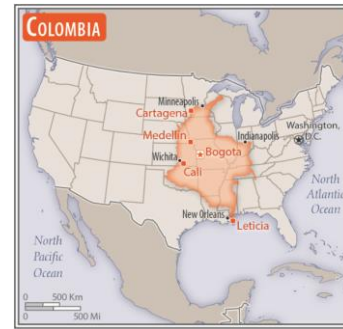 COLOMBIA
Minneapolis
Cartagena
Medellín
Indianapolis
Washington,
D.C.
Bogota
Wichita
Cali
New Orleans
Leticia
North
Pacific
Ocean
North
Atlantic
Ocean
0 500 Km
0 500 Mi